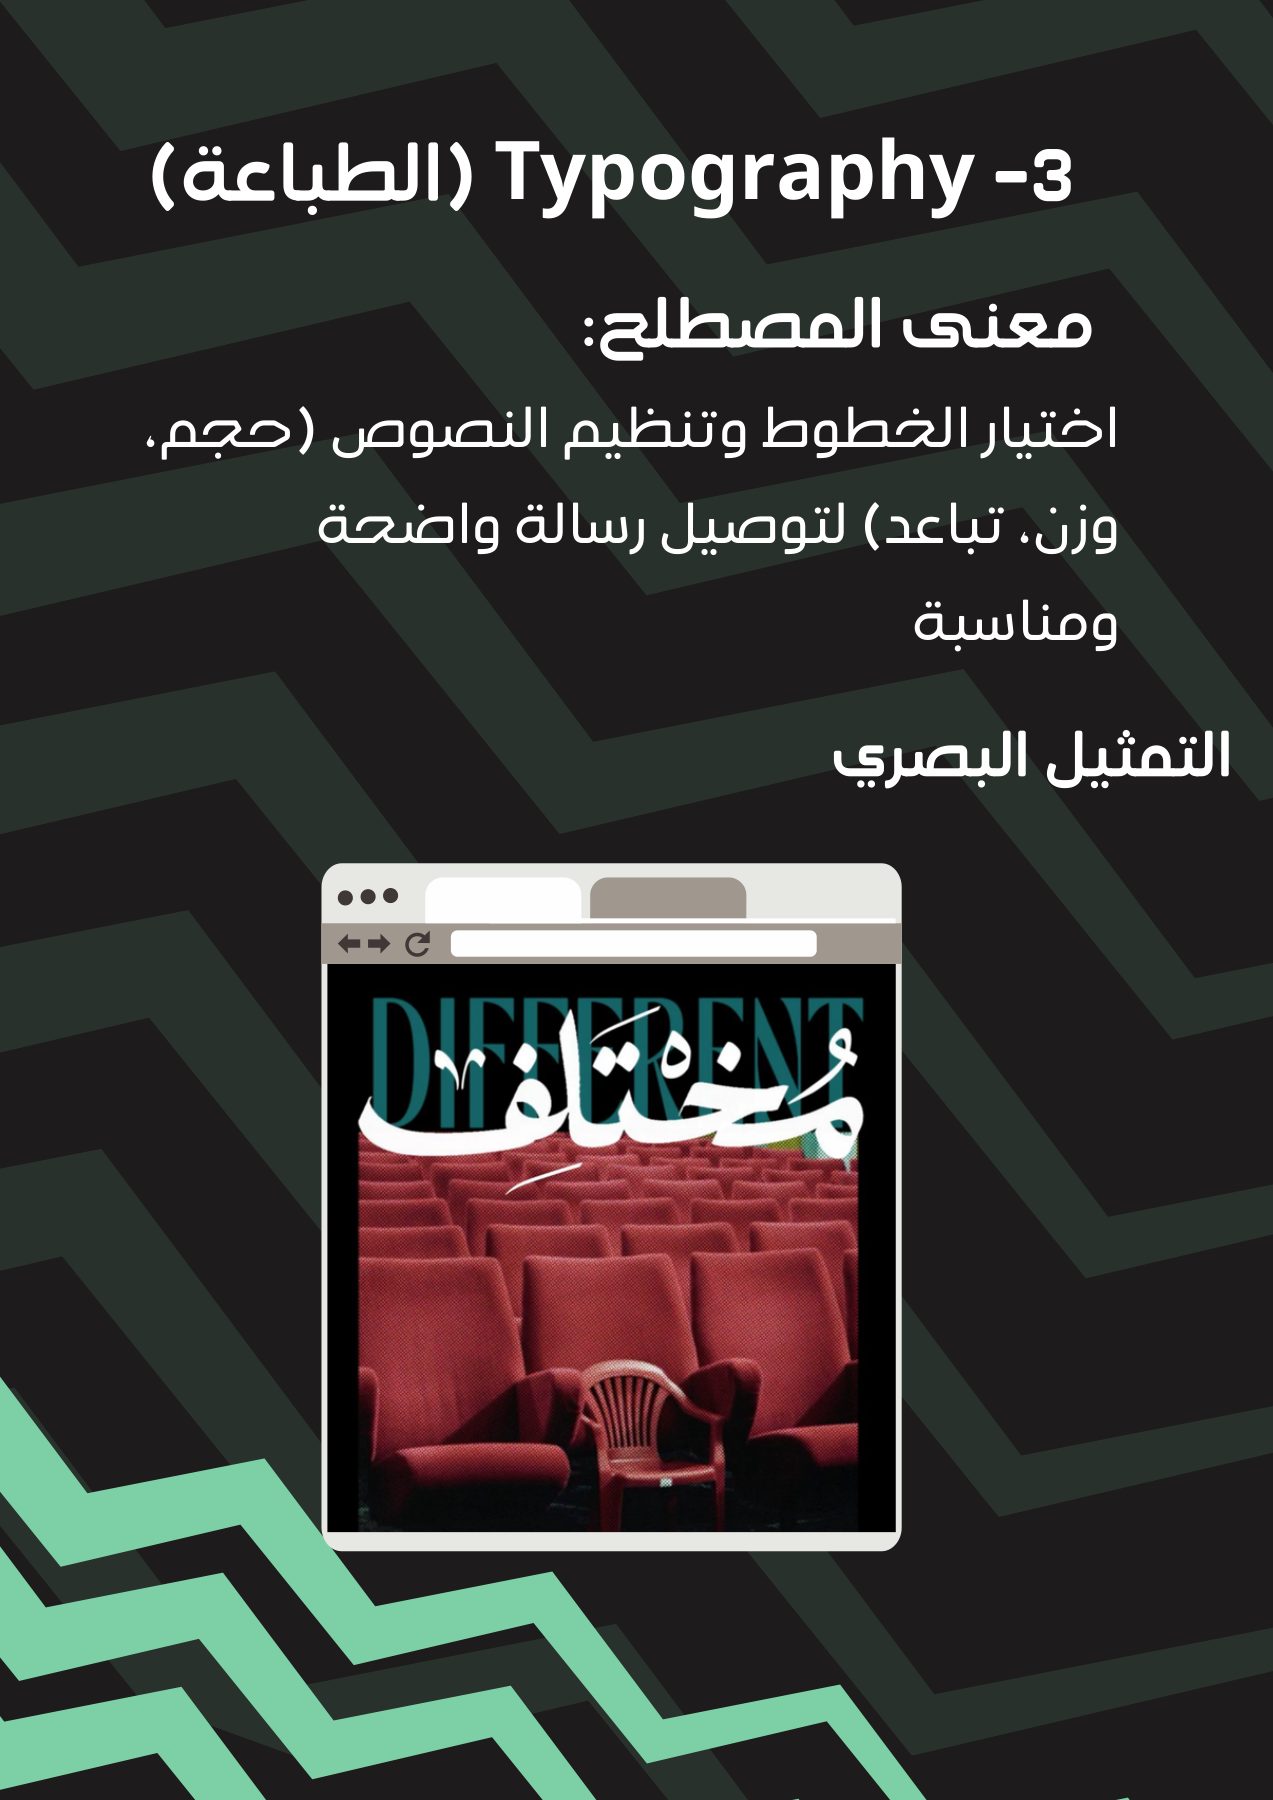 3- Typography (الطباعة)
معنى المصطلح:
اختيار الخطوط وتنظيم النصوص (حجم،
وزن، تباعد) لتوصيل رسالة واضحة
ومناسبة
التمثيل البصري
DIFFERENT
مُخْتَلِف